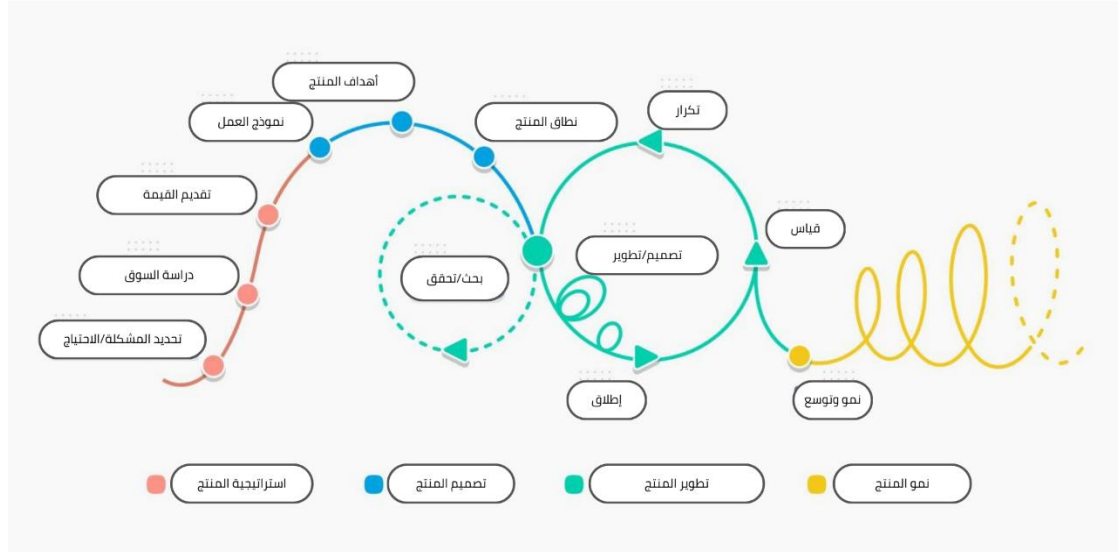 أهداف المنتج
نموذج العمل
نطاق المنتج
تكرار
تقديم القيمة
قياس
دراسة السوق
بحث/تحقق
تصميم/تطوير
تحديد المشكلة/الاحتياج
إطلاق
نمو وتوسع
استراتيجية المنتج
تصميم المنتج
تطوير المنتج
نمو المنتج